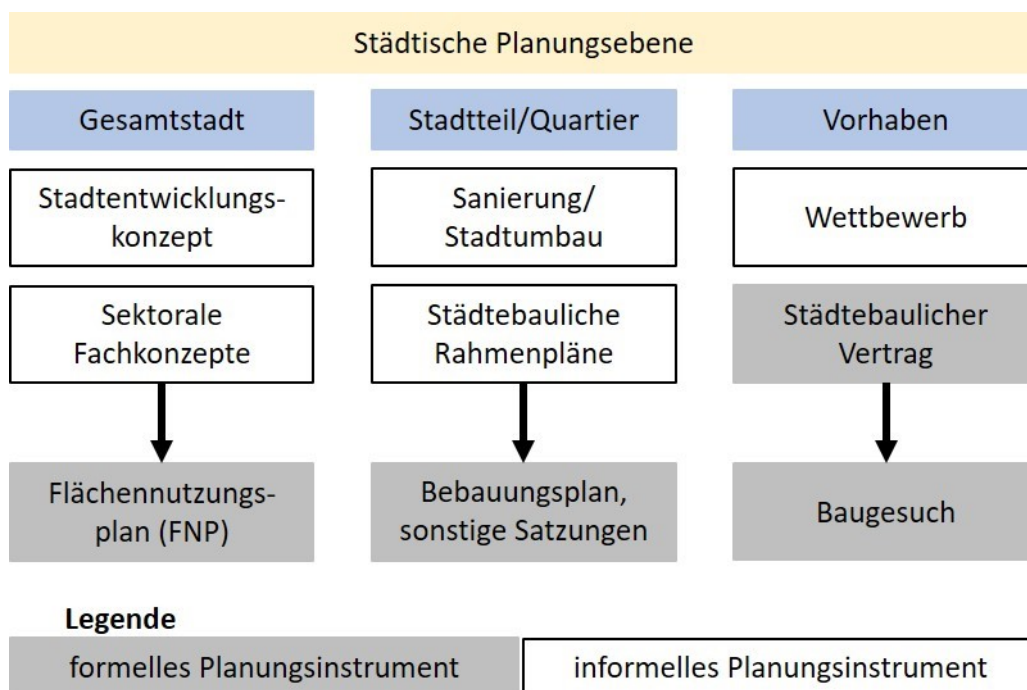 Städtische Planungsebene
Gesamtstadt
Stadtteil/Quartier
Vorhaben
Stadtentwicklungs-
konzept
Sanierung/
Stadtumbau
Wettbewerb
Sektorale
Fachkonzepte
Städtebauliche
Rahmenpläne
Städtebaulicher
Vertrag
Flächennutzungs-
plan (FNP)
Bebauungsplan,
sonstige Satzungen
Baugesuch
Legende
formelles Planungsinstrument
informelles Planungsinstrument